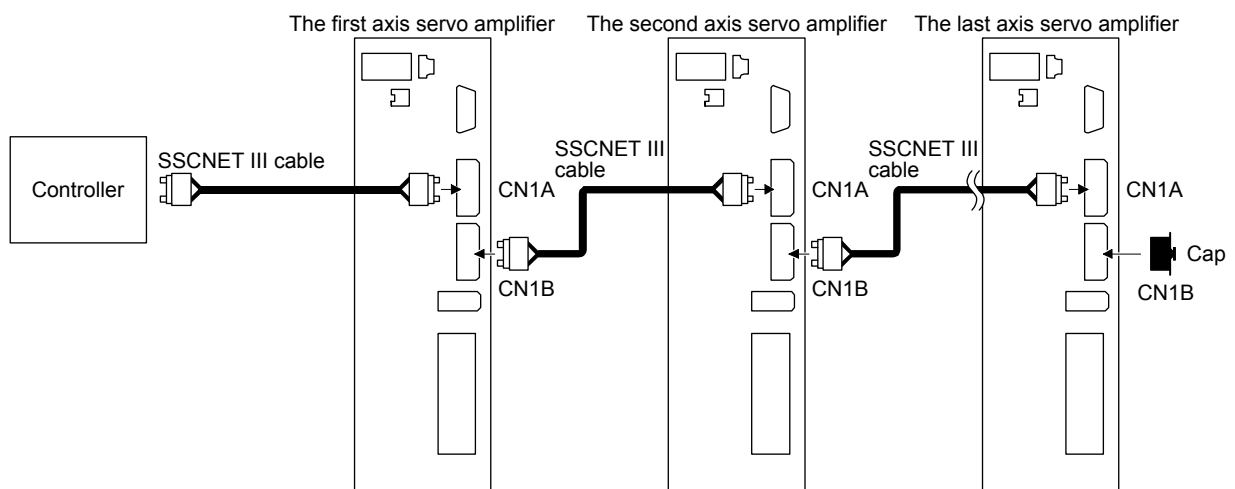 The first axis servo amplifier
The second axis servo amplifier
The last axis servo amplifier
Controller
SSCNET III cable
CN1A
CN1B
SSCNET III
cable
CN1A
CN1B
SSCNET III
cable
CN1A
Cap
CN1B